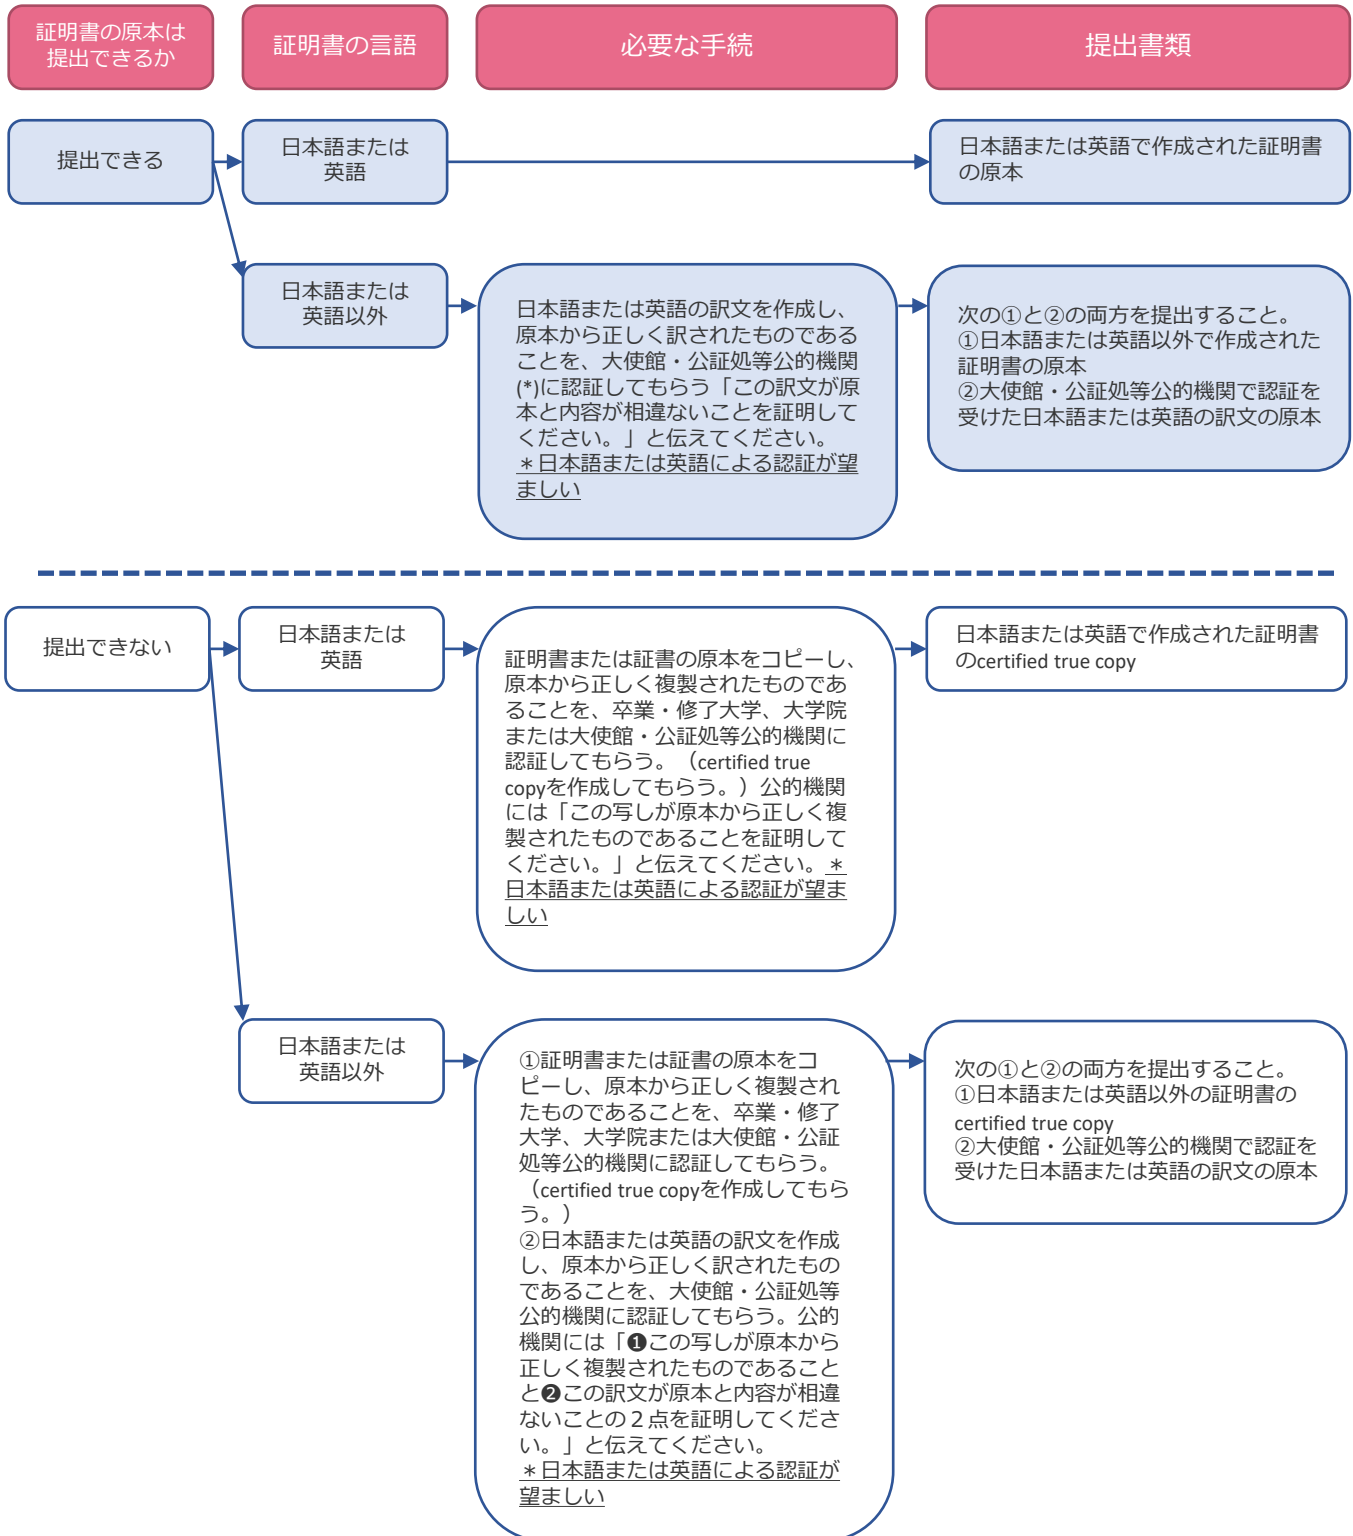 証明書の原本は
提出できるか
証明書の言語
必要な手続
提出書類
提出できる
日本語または
英語
日本語または英語で作成された証明書
の原本
日本語または
英語以外
日本語または英語の訳文を作成し、
原本から正しく訳されたものである
ことを、大使館・公証処等公的機関
(*)に認証してもらう「この訳文が原
本と内容が相違ないことを証明して
ください。」と伝えてください。
＊日本語または英語による認証が望
ましい
次の①と②の両方を提出すること。
①日本語または英語以外で作成された
証明書の原本
②大使館・公証処等公的機関で認証を
受けた日本語または英語の訳文の原本
提出できない
日本語または
英語
証明書または証書の原本をコピーし、
原本から正しく複製されたものであ
ることを、卒業・修了大学、大学院
または大使館・公証処等公的機関に
認証してもらう。（certified true
copyを作成してもらう。）公的機関
には「この写しが原本から正しく複
製されたものであることを証明して
ください。」と伝えてください。＊
日本語または英語による認証が望ま
しい
日本語または英語で作成された証明書
のcertified true copy
日本語または
英語以外
①証明書または証書の原本をコ
ピーし、原本から正しく複製され
たものであることを、卒業・修了
大学、大学院または大使館・公証
処等公的機関に認証してもらう。
（certified true copyを作成してもら
う。）
②日本語または英語の訳文を作成
し、原本から正しく訳されたもの
であることを、大使館・公証処等
公的機関に認証してもらう。公的
機関には「❶この写しが原本から
正しく複製されたものであること
と❷この訳文が原本と内容が相違
ないことの２点を証明してくださ
い。」と伝えてください。
＊日本語または英語による認証が
望ましい
次の①と②の両方を提出すること。
①日本語または英語以外の証明書の
certified true copy
②大使館・公証処等公的機関で認証を
受けた日本語または英語の訳文の原本